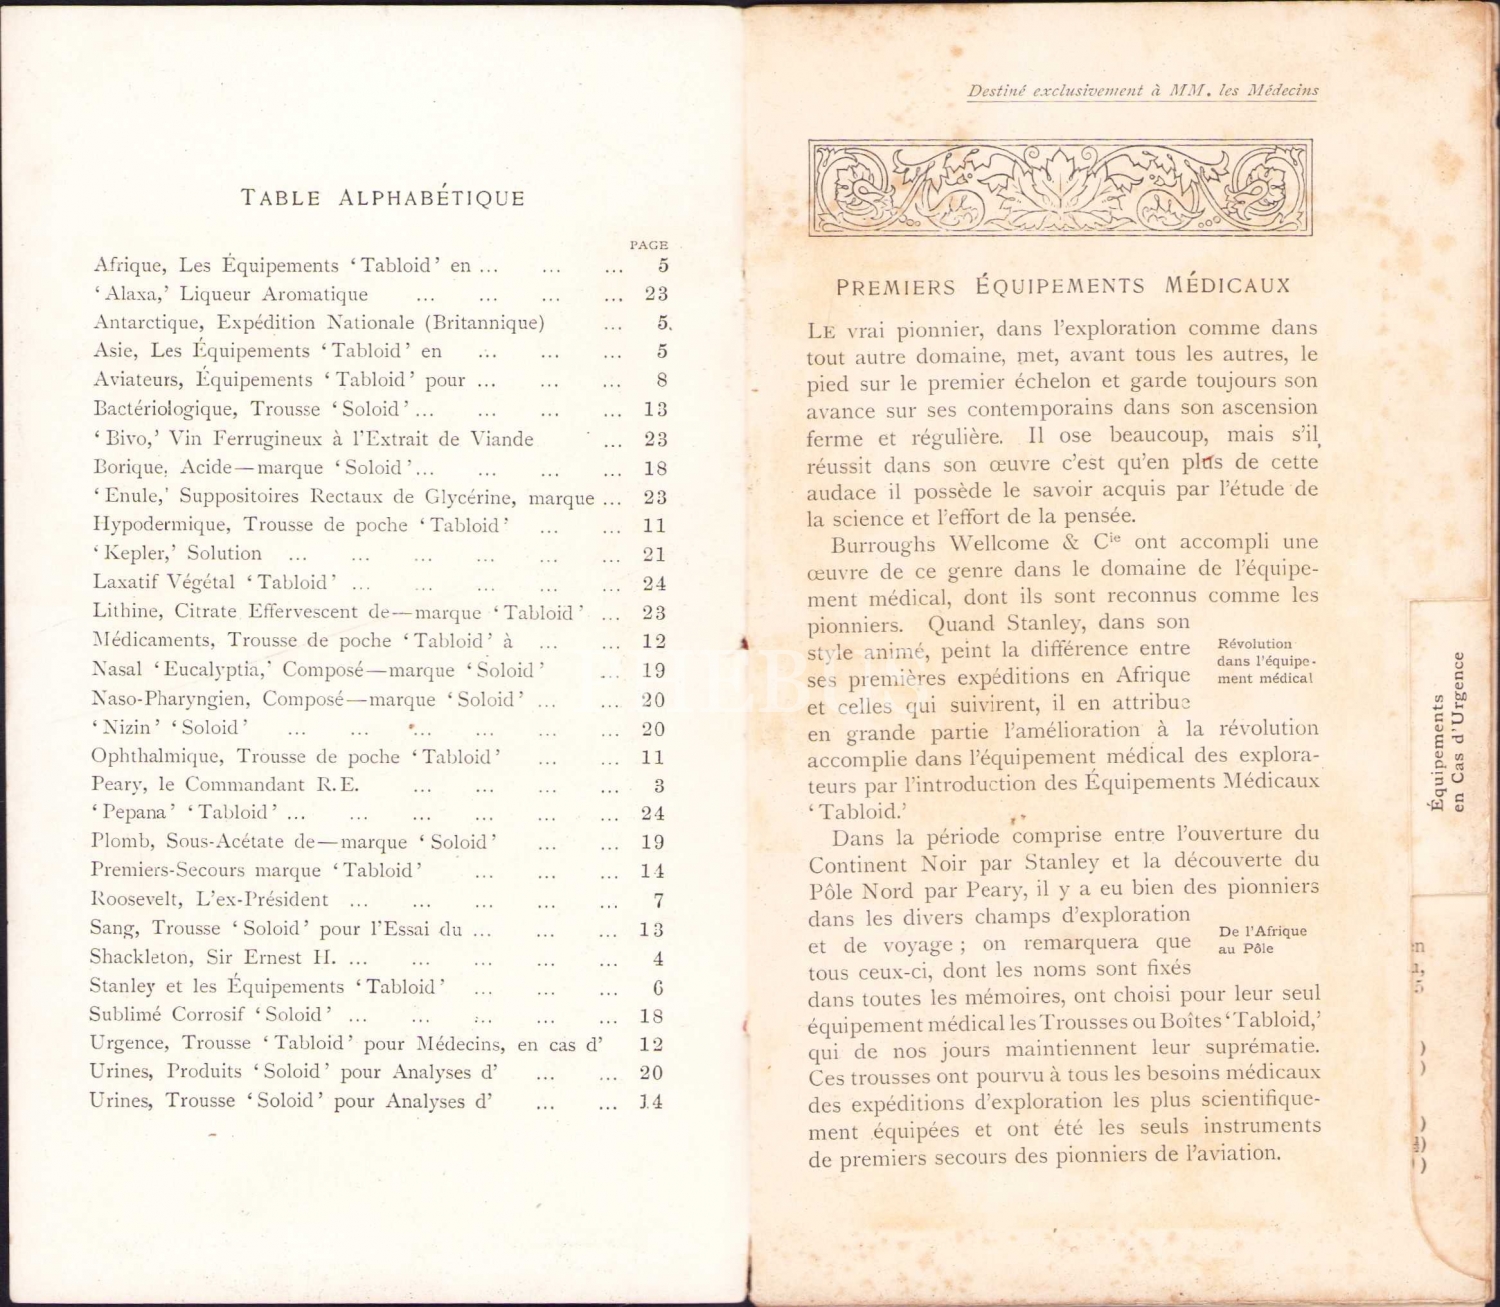 TABLE ALPHABÉTIQUE
PAGE
Afrique, Les Équipements ‘Tabloid’ en ... ... ... 5
‘Alaxa,’ Liqueur Aromatique ... ... ... ... 23
Antarctique, Expédition Nationale (Britannique) ... 5
Asie, Les Équipements ‘Tabloid’ en ... ... ... 5
Aviateurs, Équipements ‘Tabloid’ pour ... ... ... 8
Bactériologique, Trousse ‘Soloid’ ... ... ... ... 13
‘Bivo,’ Vin Ferrugineux à l’Extrait de Viande ... 23
Borique, Acide—marque ‘Soloid’ ... ... ... ... 18
‘Enule,’ Suppositoires Rectaux de Glycérine, marque ... 23
Hypodermique, Trousse de poche ‘Tabloid’ ... ... 11
‘Kepler,’ Solution ... ... ... ... ... ... 21
Laxatif Végétal ‘Tabloid’ ... ... ... ... ... 24
Lithine, Citrate Effervescent de—marque ‘Tabloid’ ... 23
Médicaments, Trousse de poche ‘Tabloid’ à ... ... 12
Nasal ‘Eucalyptia,’ Composé—marque ‘Soloid’ ... 19
Naso-Pharyngien, Composé—marque ‘Soloid’ ... ... 20
‘Nizin’ ‘Soloid’ ... ... ... ... ... ... 20
Ophthalmique, Trousse de poche ‘Tabloid’ ... ... 11
Peary, le Commandant R.E. ... ... ... ... 3
‘Pepana’ ‘Tabloid’ ... ... ... ... ... ... 24
Plomb, Sous-Acétate de—marque ‘Soloid’ ... ... 19
Premiers-Secours marque ‘Tabloid’ ... ... ... 14
Roosevelt, L’ex-Président ... ... ... ... ... 7
Sang, Trousse ‘Soloid’ pour l’Essai du ... ... ... 13
Shackleton, Sir Ernest H. ... ... ... ... ... 4
Stanley et les Équipements ‘Tabloid’ ... ... ... 6
Sublimé Corrosif ‘Soloid’ ... ... ... ... ... 18
Urgence, Trousse ‘Tabloid’ pour Médecins, en cas d’ 12
Urines, Produits ‘Soloid’ pour Analyses d’ ... ... 20
Urines, Trousse ‘Soloid’ pour Analyses d’ ... ... 14
Destiné exclusivement à MM. les Médecins
PREMIERS ÉQUIPEMENTS MÉDICAUX
LE vrai pionnier, dans l’exploration comme dans
tout autre domaine, met, avant tous les autres, le
pied sur le premier échelon et garde toujours son
avance sur ses contemporains dans son ascension
ferme et régulière. Il ose beaucoup, mais s’il
réussit dans son œuvre c’est qu’en plus de cette
audace il possède le savoir acquis par l’étude de
la science et l’effort de la pensée.
Burroughs Wellcome & Cie ont accompli une
œuvre de ce genre dans le domaine de l’équipe-
ment médical, dont ils sont reconnus comme les
pionniers. Quand Stanley, dans son
style animé, peint la différence entre
ses premières expéditions en Afrique
et celles qui suivirent, il en attribue
en grande partie l’amélioration à la révolution
accomplie dans l’équipement médical des explora-
teurs par l’introduction des Équipements Médicaux
‘Tabloid.’
Révolution
dans l’équipe-
ment médical
Dans la période comprise entre l’ouverture du
Continent Noir par Stanley et la découverte du
Pôle Nord par Peary, il y a eu bien des pionniers
dans les divers champs d’exploration
et de voyage ; on remarquera que
tous ceux-ci, dont les noms sont fixés
dans toutes les mémoires, ont choisi pour leur seul
équipement médical les Trousses ou Boîtes ‘Tabloid,’
qui de nos jours maintiennent leur suprématie.
Ces trousses ont pourvu à tous les besoins médicaux
des expéditions d’exploration les plus scientifique-
ment équipées et ont été les seuls instruments
de premiers secours des pionniers de l’aviation.
De l’Afrique
au Pôle
Équipements
en Cas d’Urgence